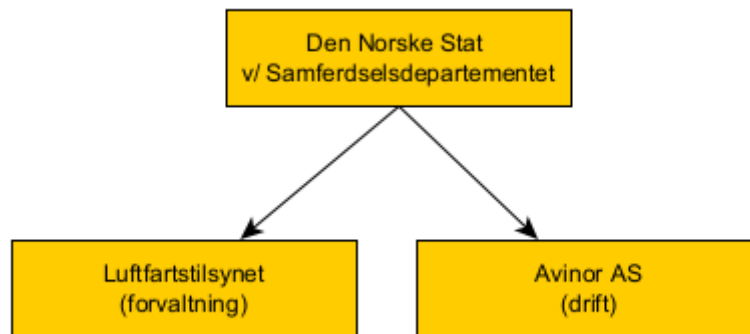 Den Norske Stat
v/ Samferdselsdepartementet
Luftfartstilsynet
(forvaltning)
Avinor AS
(drift)